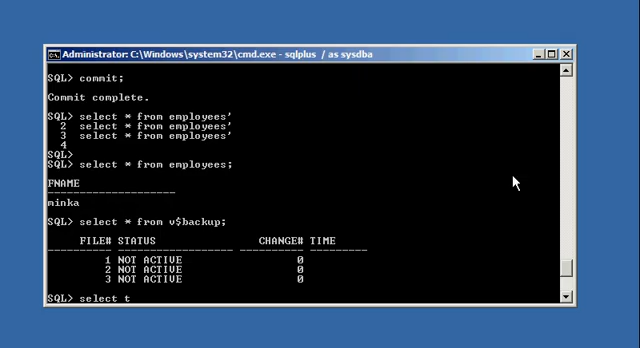 Administrator: C:\Windows\system32\cmd.exe - sqlplus / as sysdba
SQL> commit;
Commit complete.
SQL> select * from employees'
2 select * from employees'
3 select * from employees'
4
SQL>
SQL> select * from employees;
FNAME
--------------------
minka
SQL> select * from v$backup;
FILE# STATUS CHANGE# TIME
---------- ------------------ ---------- ---------
1 NOT ACTIVE 0
2 NOT ACTIVE 0
3 NOT ACTIVE 0
SQL> select t